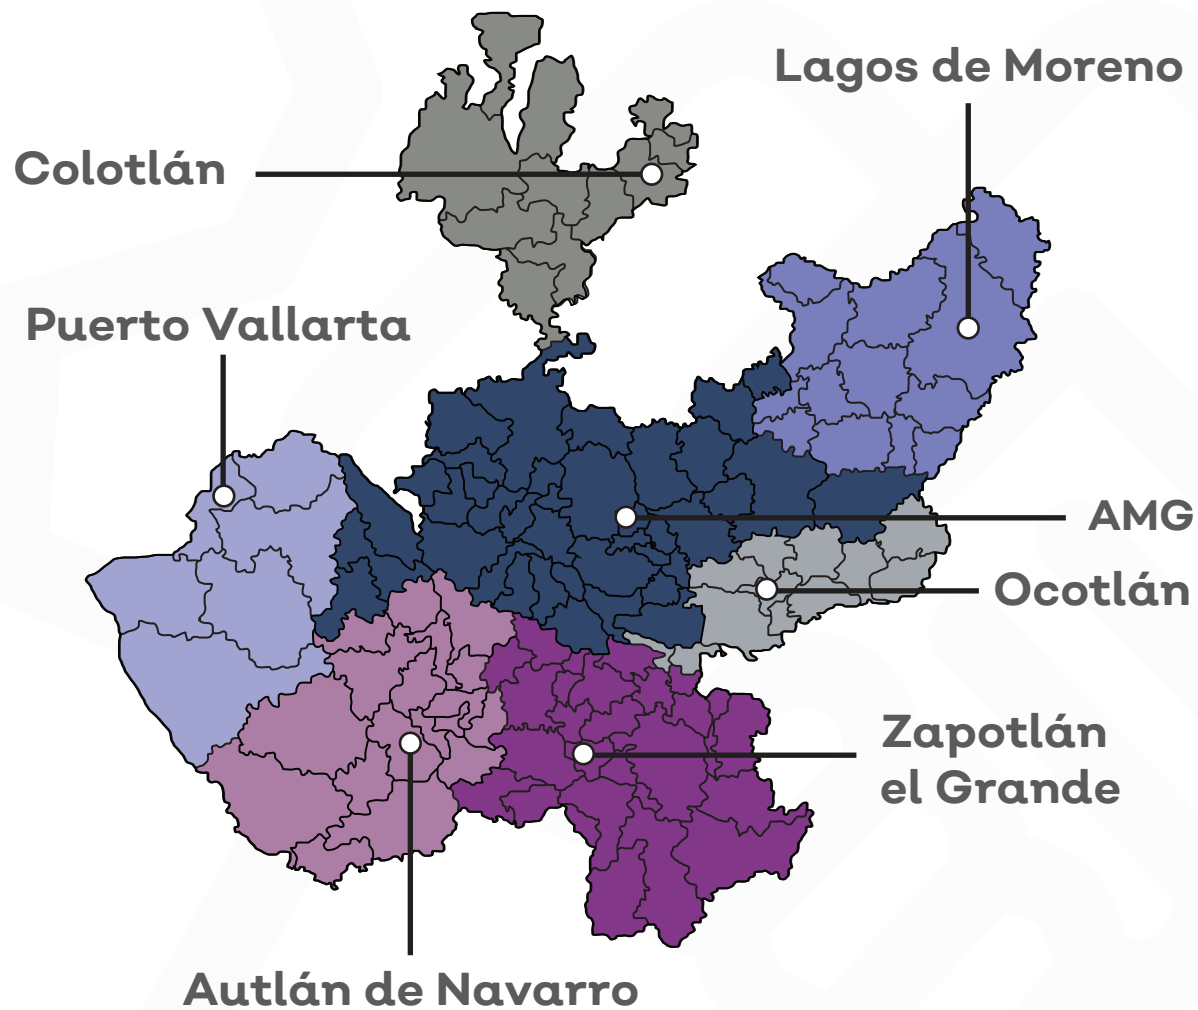 Lagos de Moreno
Colotlán
Puerto Vallarta
AMG
Ocotlán
Zapotlán
el Grande
Autlán de Navarro